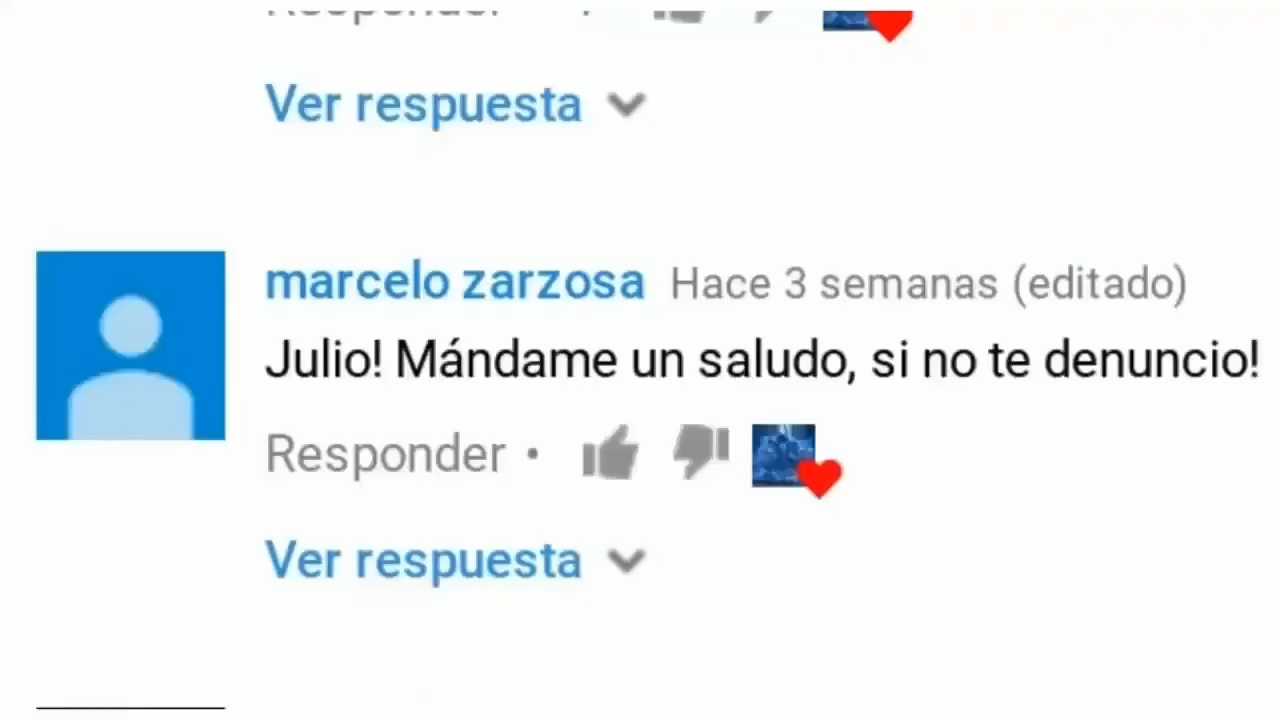 Responder
Ver respuesta
marcelo zarzosa Hace 3 semanas (editado)
Julio! Mándame un saludo, si no te denuncio!
Responder •
Ver respuesta